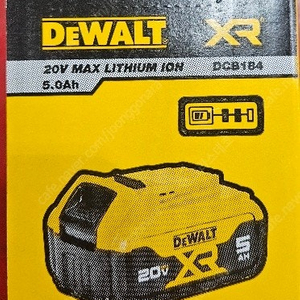 DEWALT XR
20V MAX LITHIUM ION DCB184
5.0Ah
DEWALT
20V XR 5
AH